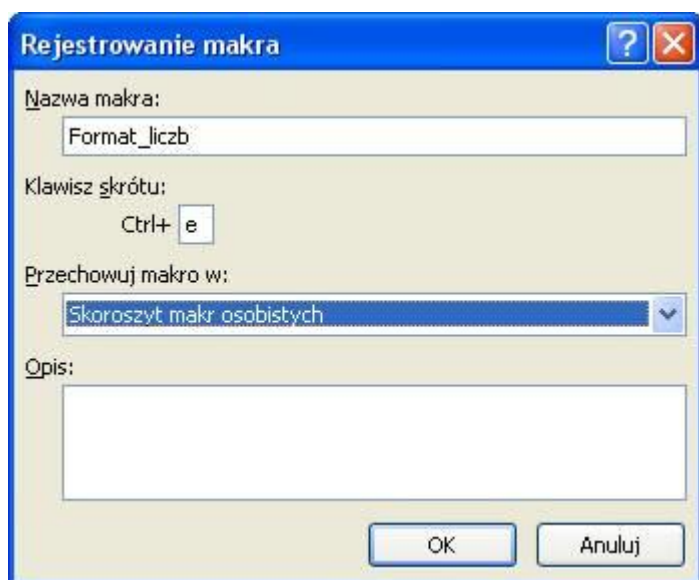 Rejestrowanie makra
Nazwa makra:
Format_liczb
Klawisz skrótu:
Ctrl+ e
Przechowuj makro w:
Skoroszyt makr osobistych
Opis:
OK Anuluj